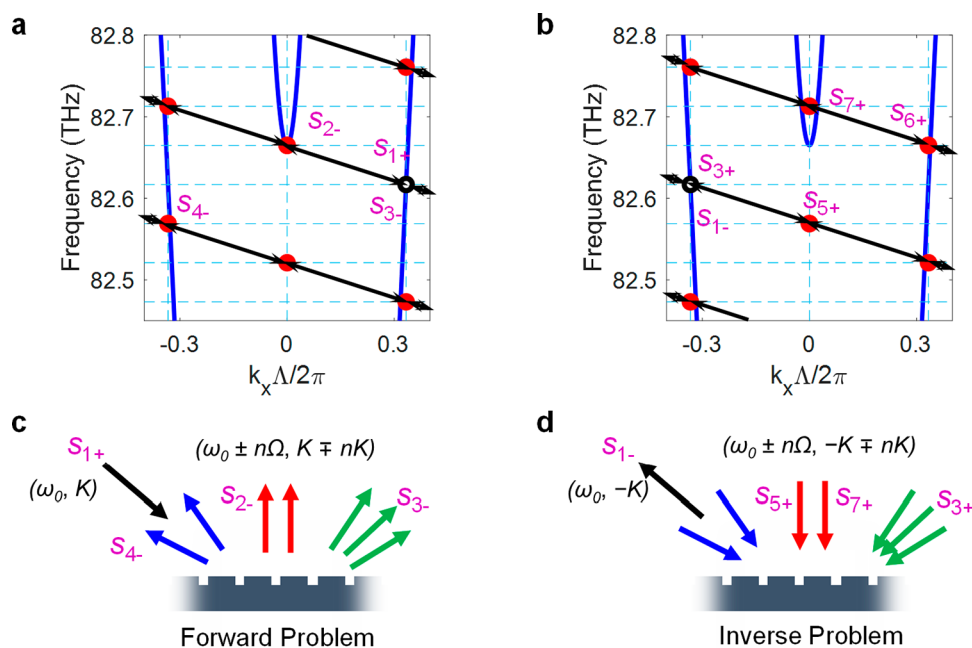 a
b
82.8
82.7
82.6
82.5
Frequency (THz)
-0.3
0
0.3
kₓΛ/2π
S₂₋
S₁₊
S₃₋
S₄₋
82.8
82.7
82.6
82.5
Frequency (THz)
-0.3
0
0.3
kₓΛ/2π
S₇₊
S₆₊
S₃₊
S₅₊
S₁₋
c
d
S₁₊
(ω₀, K)
(ω₀ ± nΩ, K ∓ nK)
S₂₋
S₃₋
S₄₋
Forward Problem
S₁₋
(ω₀, −K)
(ω₀ ± nΩ, −K ∓ nK)
S₅₊
S₇₊
S₃₊
Inverse Problem